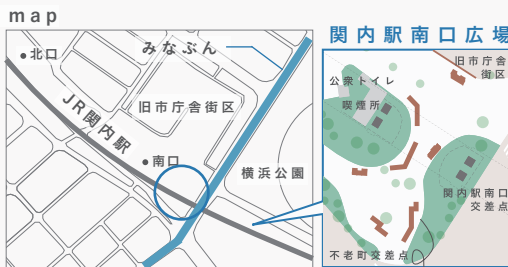 map
北口
みなぶん
JR関内駅
旧市庁舎街区
南口
横浜公園
関内駅南口広場
旧市庁舎
街区
公衆トイレ
喫煙所
関内駅南口
交差点
不老町交差点